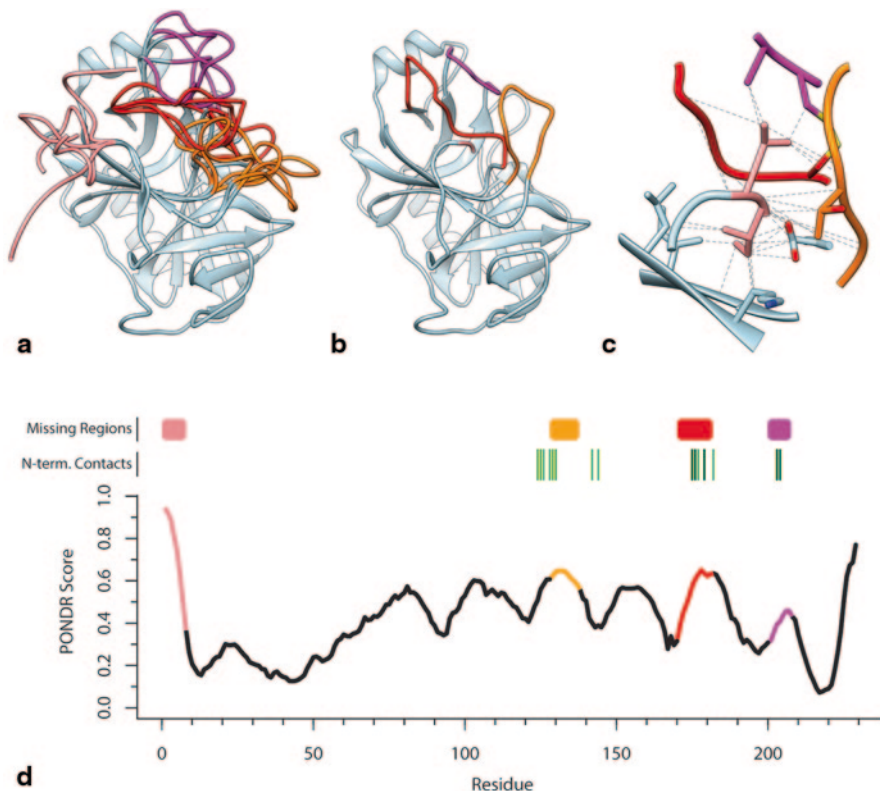 a
b
c
Missing Regions
N-term. Contacts
PONDR Score
1.0
0.8
0.6
0.4
0.2
0.0
0 50 100 150 200
Residue
d